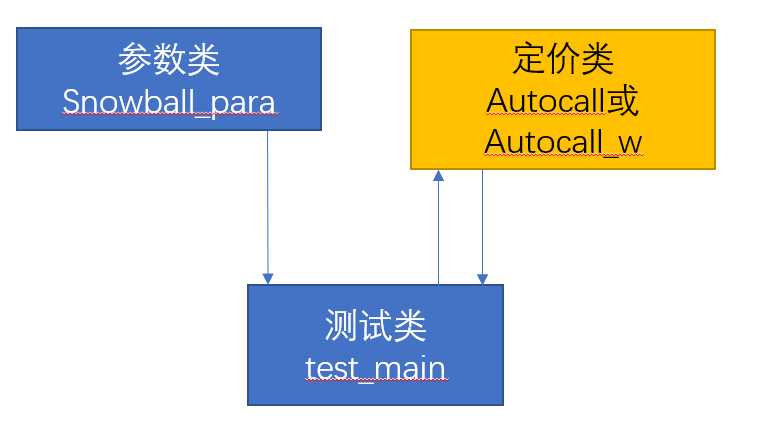 参数类
Snowball_para
定价类
Autocall或
Autocall_w
测试类
test_main